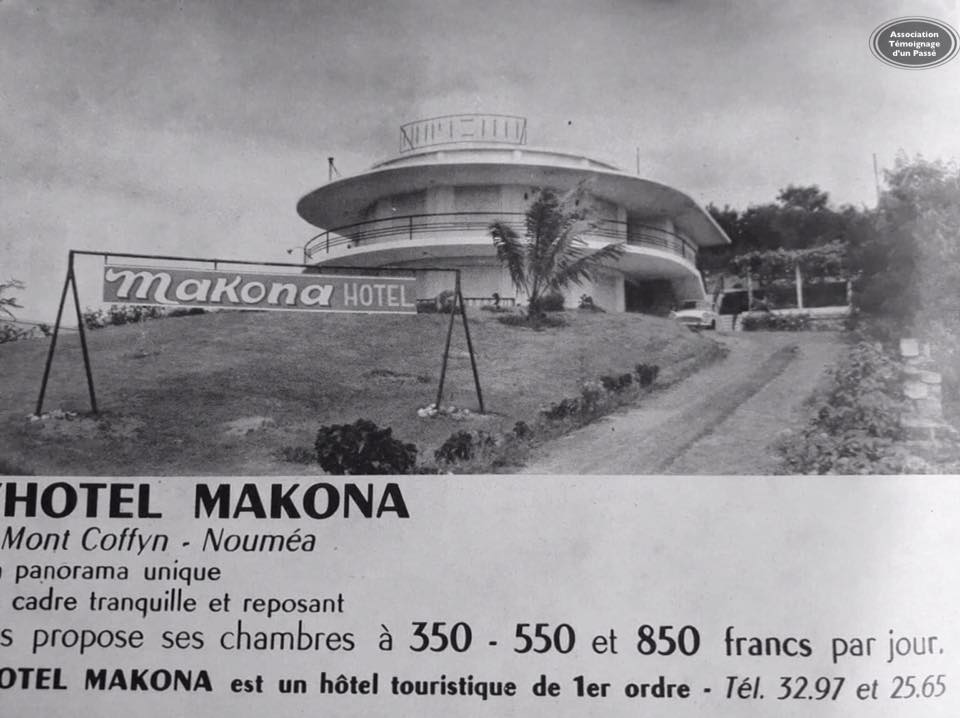 Association
Témoignage
d'un Passé
Makona HOTEL
'HOTEL MAKONA
Mont Coffyn - Nouméa
panorama unique
cadre tranquille et reposant
s propose ses chambres à 350 - 550 et 850 francs par jour.
OTEL MAKONA est un hôtel touristique de 1er ordre - Tél. 32.97 et 25.65